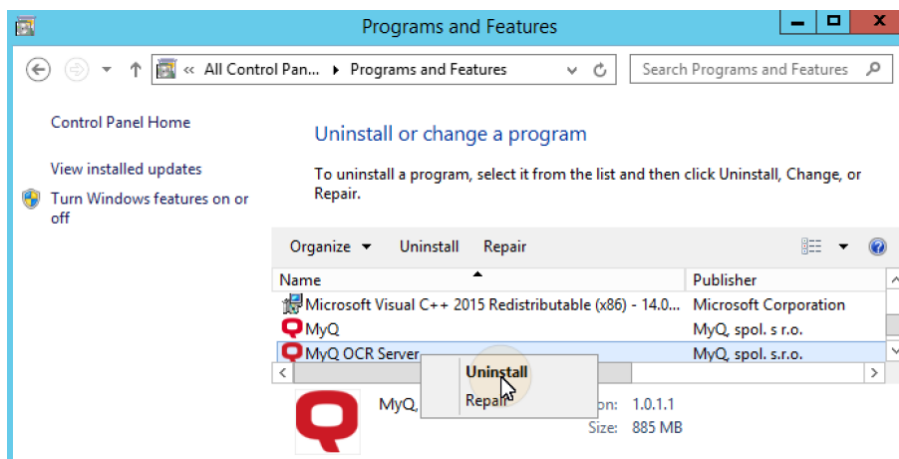 Programs and Features
« All Control Pan... Programs and Features Search Programs and Features
Control Panel Home
View installed updates
Turn Windows features on or
off
Uninstall or change a program
To uninstall a program, select it from the list and then click Uninstall, Change, or
Repair.
Organize Uninstall Repair
Name Publisher
Microsoft Visual C++ 2015 Redistributable (x86) - 14.0... Microsoft Corporation
MyQ MyQ, spol. s r.o.
MyQ OCR Server MyQ, spol. s.r.o.
Uninstall
Repair
MyQ, on: 1.0.1.1
Size: 885 MB